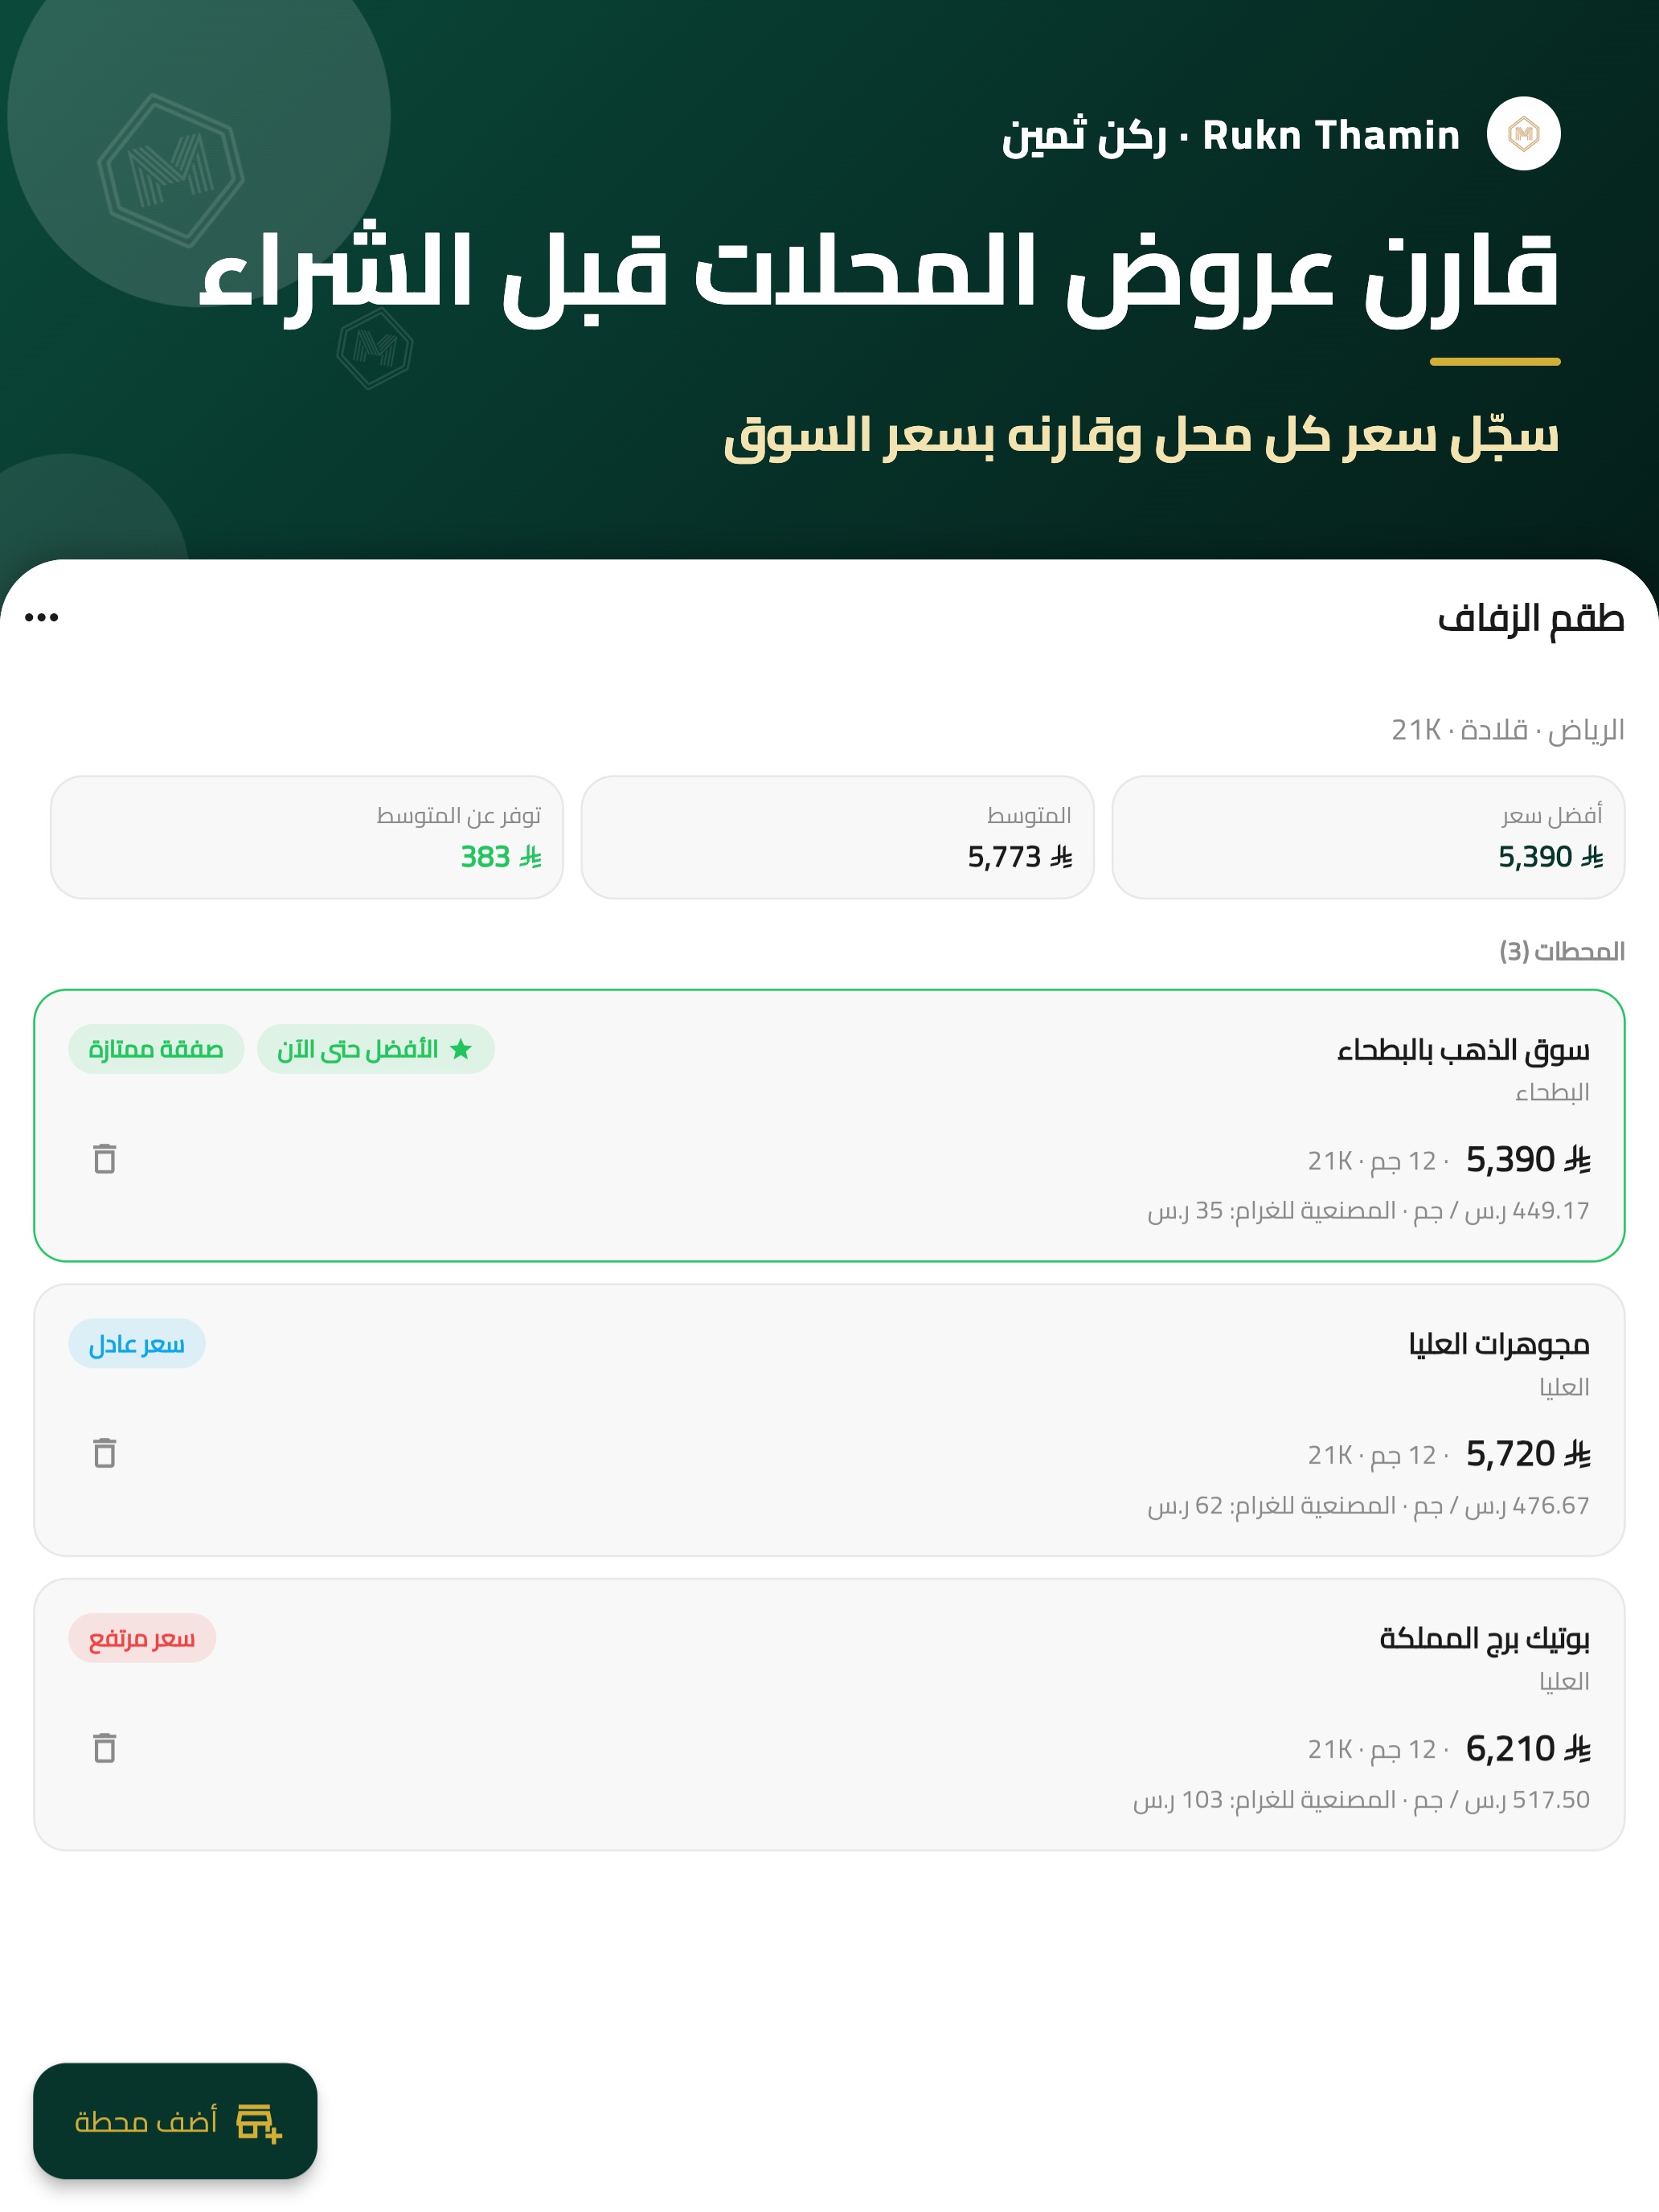 Rukn Thamin · ركن ثمين
قارن عروض المحلات قبل الشراء
سجّل سعر كل محل وقارنه بسعر السوق
طقم الزفاف
الرياض · قلادة · 21K
أفضل سعر
5,390
المتوسط
5,773
توفر عن المتوسط
383
المحطات (3)
سوق الذهب بالبطحاء
الأفضل حتى الآن
صفقة ممتازة
البطحاء
5,390 · 12 جم · 21K
449.17 ر.س / جم · المصنعية للغرام: 35 ر.س
مجوهرات العليا
سعر عادل
العليا
5,720 · 12 جم · 21K
476.67 ر.س / جم · المصنعية للغرام: 62 ر.س
بوتيك برج المملكة
سعر مرتفع
العليا
6,210 · 12 جم · 21K
517.50 ر.س / جم · المصنعية للغرام: 103 ر.س
أضف محطة